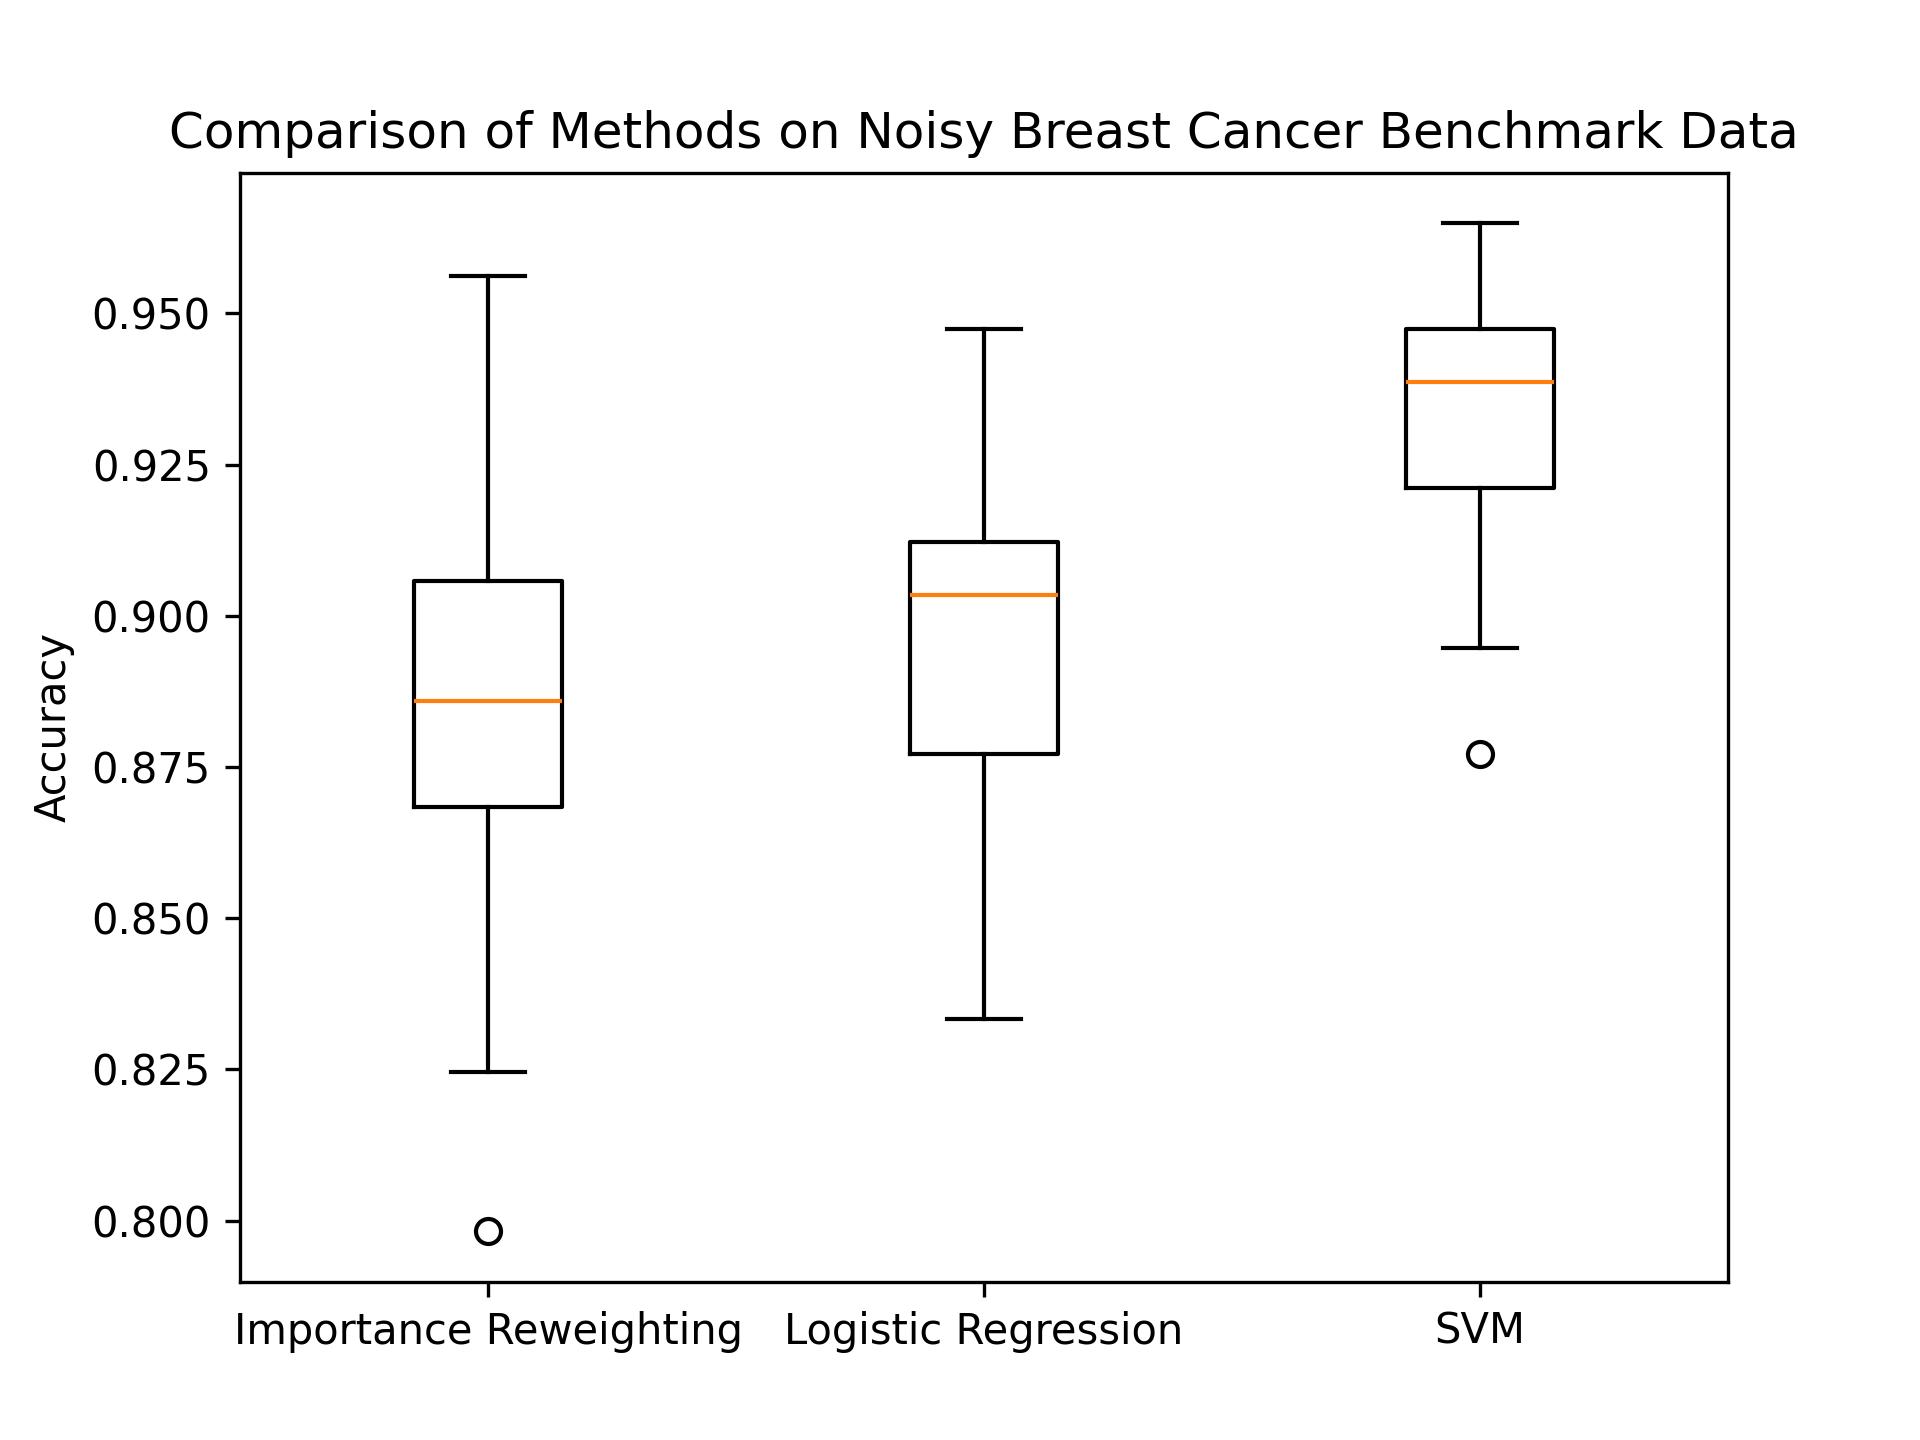 Comparison of Methods on Noisy Breast Cancer Benchmark Data
0.950
0.925
0.900
0.875
0.850
0.825
0.800
Accuracy
Importance Reweighting
Logistic Regression
SVM